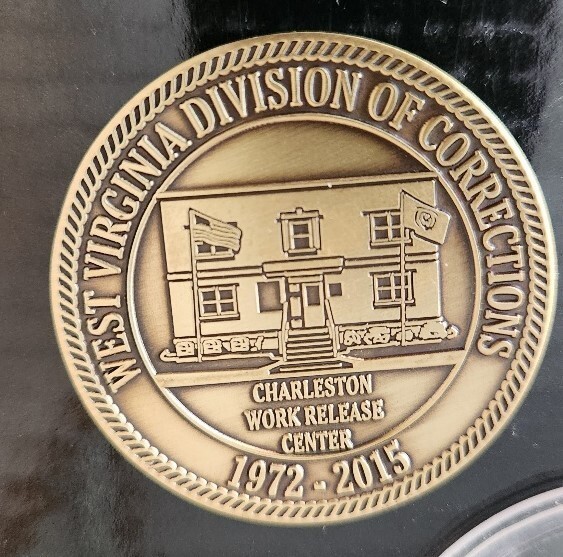 WEST VIRGINIA DIVISION OF CORRECTIONS
CHARLESTON
WORK RELEASE
CENTER
1972 - 2015